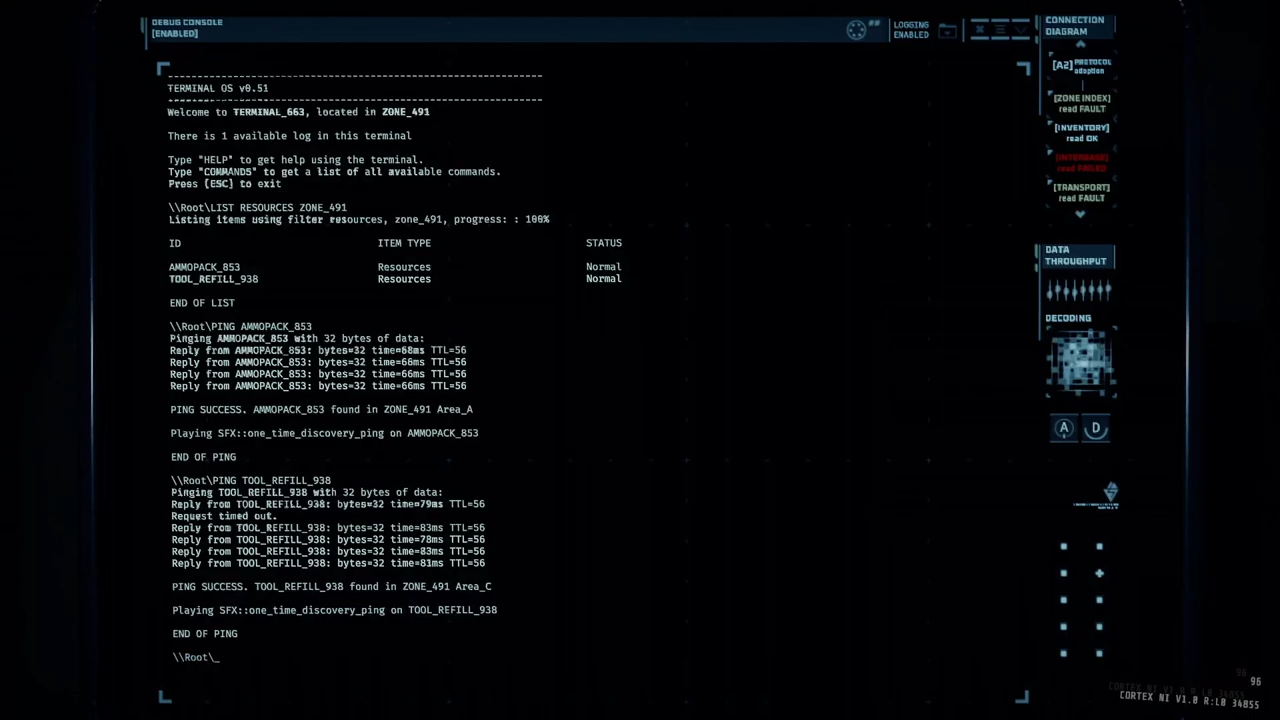 DEBUG CONSOLE
[ENABLED]
LOGGING
ENABLED
CONNECTION
DIAGRAM
[A2] PROTOCOL
adaption
[ZONE INDEX]
read FAULT
[INVENTORY]
read OK
read FAILED
[TRANSPORT]
read FAULT
DATA
THROUGHPUT
DECODING
A D
---------------------------------------------------------------
TERMINAL OS v0.51
---------------------------------------------------------------
Welcome to TERMINAL_663, located in ZONE_491
There is 1 available log in this terminal
Type "HELP" to get help using the terminal.
Type "COMMANDS" to get a list of all available commands.
Press [ESC] to exit
\\Root\LIST RESOURCES ZONE_491
Listing items using filter resources, zone_491, progress: : 100%
ID ITEM TYPE STATUS
AMMOPACK_853 Resources Normal
TOOL_REFILL_938 Resources Normal
END OF LIST
\\Root\PING AMMOPACK_853
Pinging AMMOPACK_853 with 32 bytes of data:
Reply from AMMOPACK_853: bytes=32 time=68ms TTL=56
Reply from AMMOPACK_853: bytes=32 time=66ms TTL=56
Reply from AMMOPACK_853: bytes=32 time=66ms TTL=56
Reply from AMMOPACK_853: bytes=32 time=66ms TTL=56
PING SUCCESS. AMMOPACK_853 found in ZONE_491 Area_A
Playing SFX::one_time_discovery_ping on AMMOPACK_853
END OF PING
\\Root\PING TOOL_REFILL_938
Pinging TOOL_REFILL_938 with 32 bytes of data:
Reply from TOOL_REFILL_938: bytes=32 time=79ms TTL=56
Request timed out.
Reply from TOOL_REFILL_938: bytes=32 time=83ms TTL=56
Reply from TOOL_REFILL_938: bytes=32 time=78ms TTL=56
Reply from TOOL_REFILL_938: bytes=32 time=83ms TTL=56
Reply from TOOL_REFILL_938: bytes=32 time=81ms TTL=56
PING SUCCESS. TOOL_REFILL_938 found in ZONE_491 Area_C
Playing SFX::one_time_discovery_ping on TOOL_REFILL_938
END OF PING
\\Root\_
96
CORTEX NI V1.0 R:L0 34855